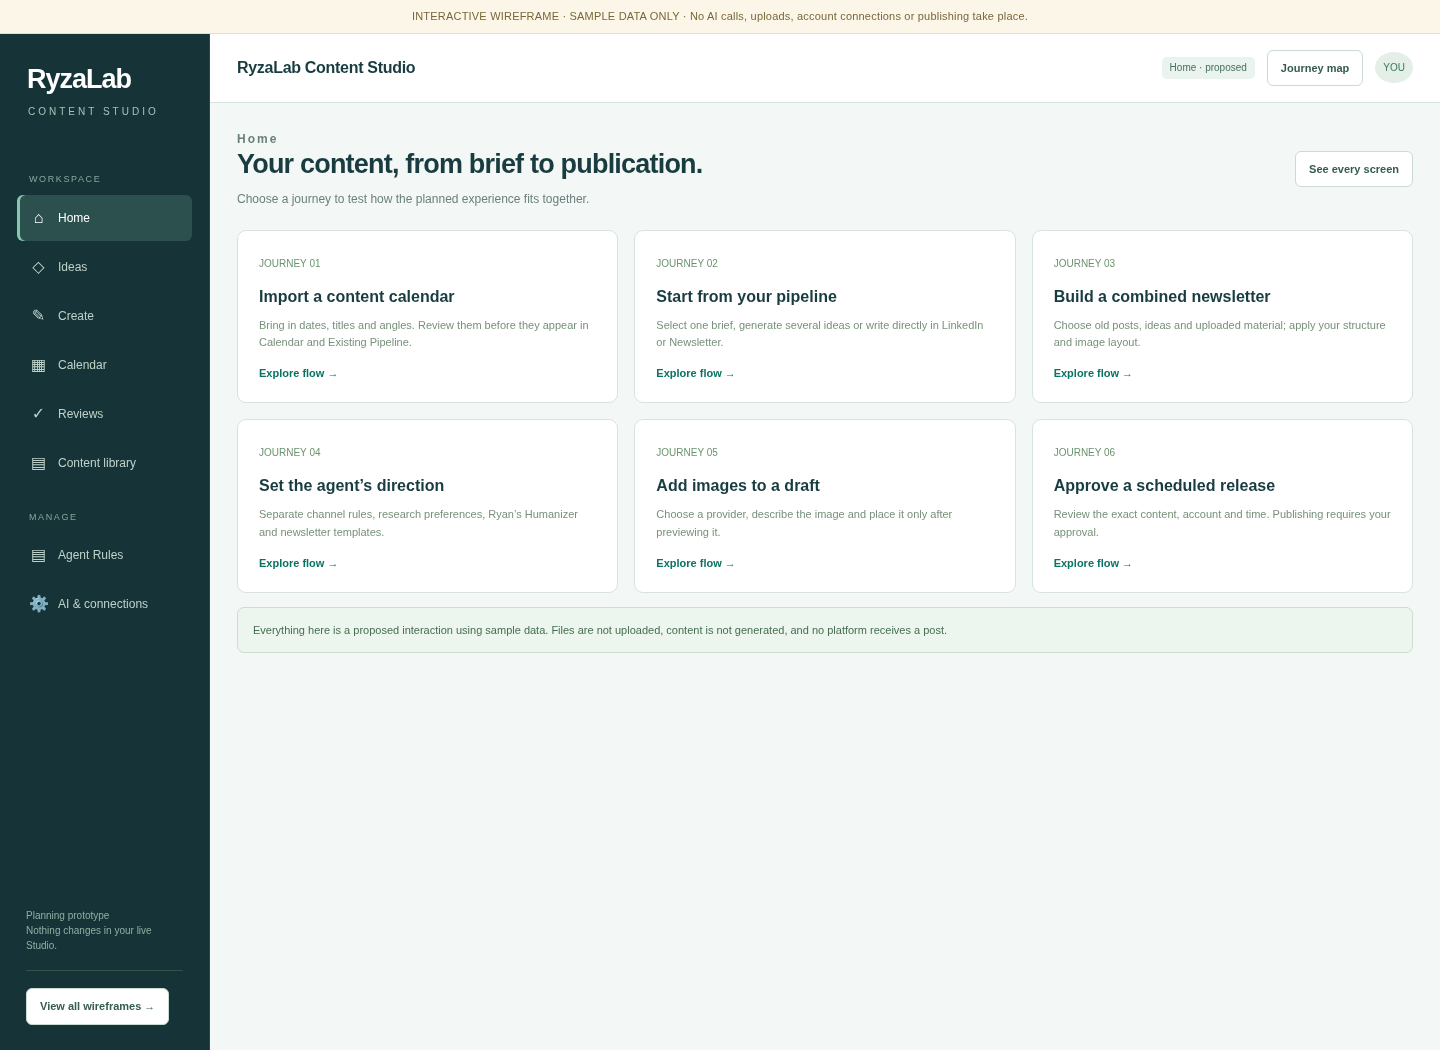 INTERACTIVE WIREFRAME · SAMPLE DATA ONLY · No AI calls, uploads, account connections or publishing take place.
RyzaLab
CONTENT STUDIO
WORKSPACE
Home
Ideas
Create
Calendar
Reviews
Content library
MANAGE
Agent Rules
AI & connections
Planning prototype
Nothing changes in your live
Studio.
View all wireframes →
RyzaLab Content Studio
Home · proposed
Journey map
YOU
Home
Your content, from brief to publication.
Choose a journey to test how the planned experience fits together.
See every screen
JOURNEY 01
Import a content calendar
Bring in dates, titles and angles. Review them before they appear in
Calendar and Existing Pipeline.
Explore flow →
JOURNEY 02
Start from your pipeline
Select one brief, generate several ideas or write directly in LinkedIn
or Newsletter.
Explore flow →
JOURNEY 03
Build a combined newsletter
Choose old posts, ideas and uploaded material; apply your structure
and image layout.
Explore flow →
JOURNEY 04
Set the agent’s direction
Separate channel rules, research preferences, Ryan’s Humanizer
and newsletter templates.
Explore flow →
JOURNEY 05
Add images to a draft
Choose a provider, describe the image and place it only after
previewing it.
Explore flow →
JOURNEY 06
Approve a scheduled release
Review the exact content, account and time. Publishing requires your
approval.
Explore flow →
Everything here is a proposed interaction using sample data. Files are not uploaded, content is not generated, and no platform receives a post.